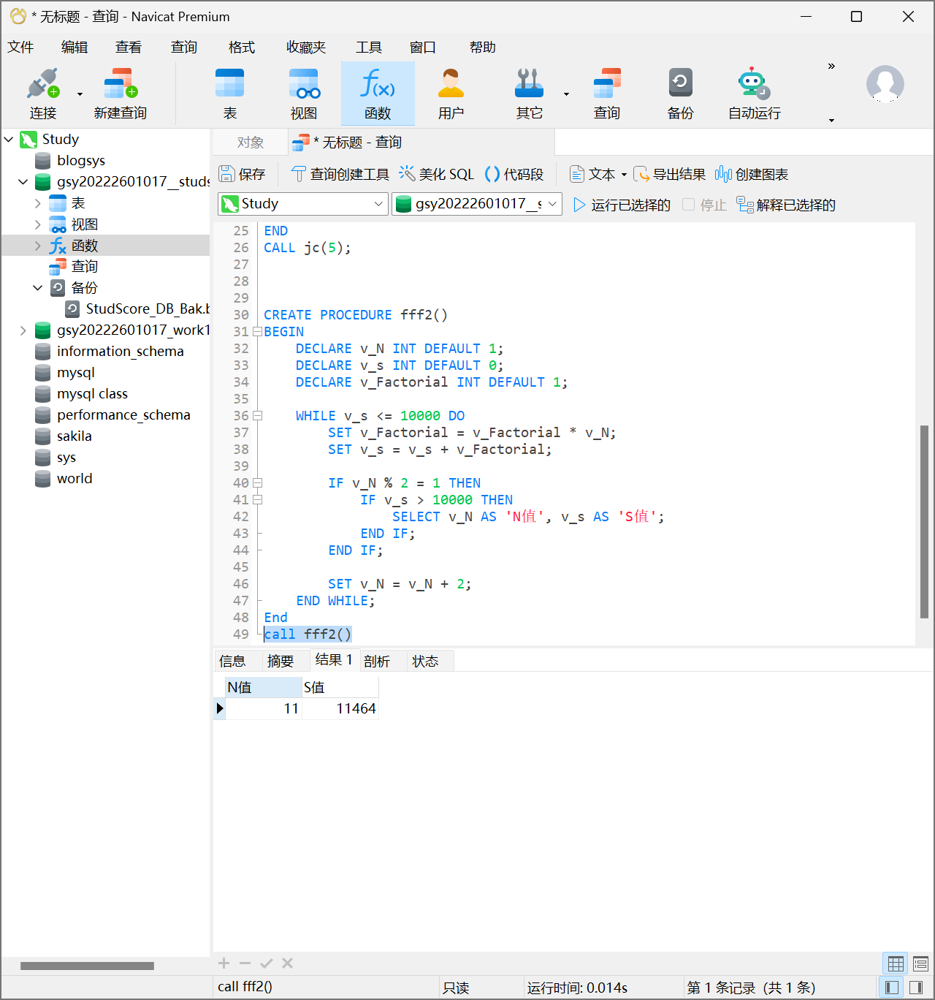 * 无标题 - 查询 - Navicat Premium
文件 编辑 查看 查询 格式 收藏夹 工具 窗口 帮助
连接 新建查询 表 视图 函数 用户 其它 查询 备份 自动运行
Study
blogsys
gsy20222601017__studs
表
视图
函数
查询
备份
StudScore_DB_Bak.b
gsy20222601017_work1
information_schema
mysql
mysql class
performance_schema
sakila
sys
world
对象 * 无标题 - 查询
保存 查询创建工具 美化 SQL 代码段 文本 导出结果 创建图表
Study gsy20222601017__s 运行已选择的 停止 解释已选择的
25 END
26 CALL jc(5);
27
28
29
30 CREATE PROCEDURE fff2()
31 BEGIN
32 DECLARE v_N INT DEFAULT 1;
33 DECLARE v_s INT DEFAULT 0;
34 DECLARE v_Factorial INT DEFAULT 1;
35
36 WHILE v_s <= 10000 DO
37 SET v_Factorial = v_Factorial * v_N;
38 SET v_s = v_s + v_Factorial;
39
40 IF v_N % 2 = 1 THEN
41 IF v_s > 10000 THEN
42 SELECT v_N AS 'N值', v_s AS 'S值';
43 END IF;
44 END IF;
45
46 SET v_N = v_N + 2;
47 END WHILE;
48 End
49 call fff2()
信息 摘要 结果 1 剖析 状态
N值 S值
11 11464
call fff2() 只读 运行时间: 0.014s 第 1 条记录 (共 1 条)